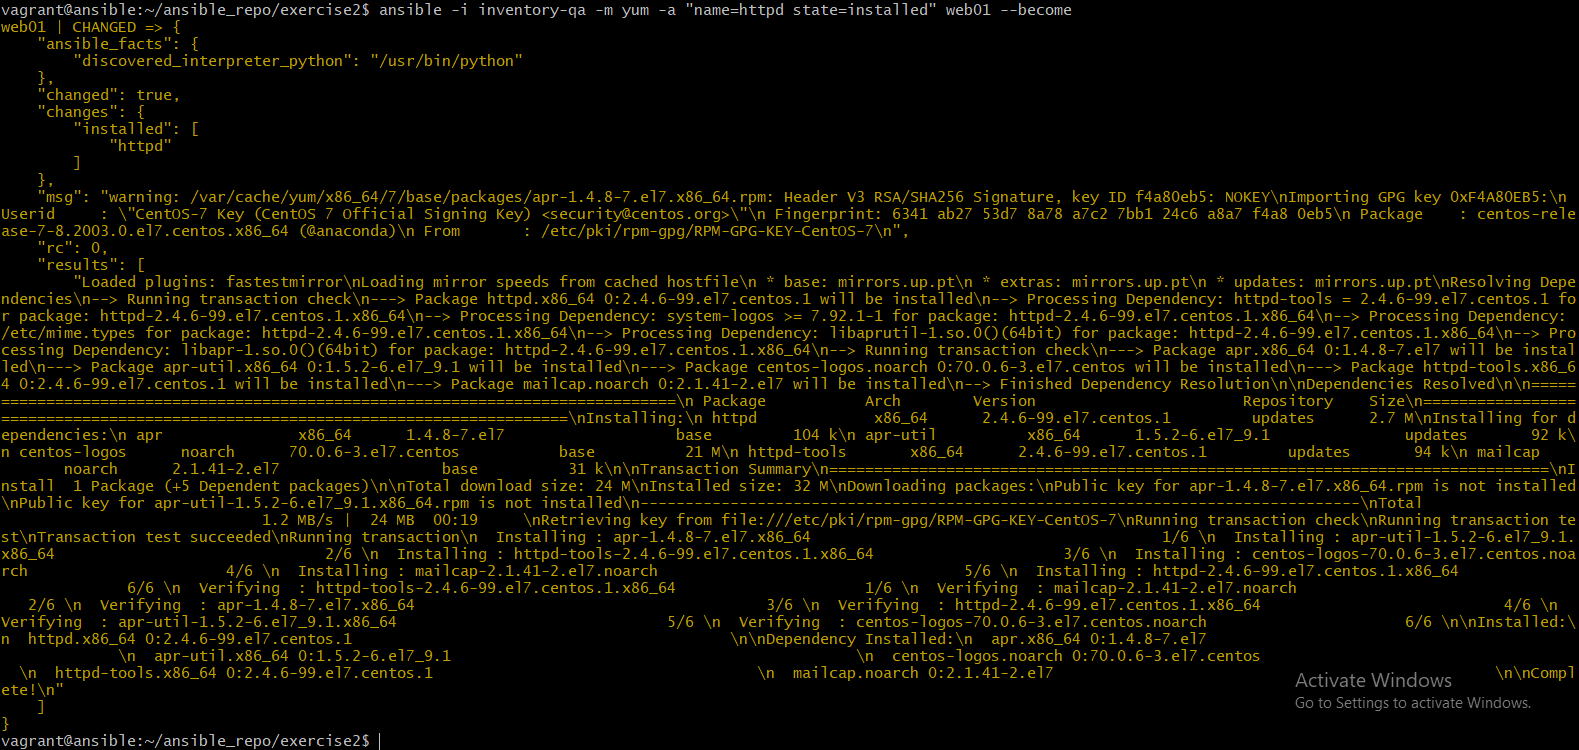 vagrant@ansible:~/ansible_repo/exercise2$ ansible -i inventory-qa -m yum -a "name=httpd state=installed" web01 --become
web01 | CHANGED => {
    "ansible_facts": {
        "discovered_interpreter_python": "/usr/bin/python"
    },
    "changed": true,
    "changes": {
        "installed": [
            "httpd"
        ]
    },
    "msg": "warning: /var/cache/yum/x86_64/7/base/packages/apr-1.4.8-7.el7.x86_64.rpm: Header V3 RSA/SHA256 Signature, key ID f4a80eb5: NOKEY\nImporting GPG key 0xF4A80EB5:\n
Userid     : \"CentOS-7 Key (CentOS 7 Official Signing Key) <security@centos.org>\"\n Fingerprint: 6341 ab27 53d7 8a78 a7c2 7bb1 24c6 a8a7 f4a8 0eb5\n Package    : centos-rele
ase-7-8.2003.0.el7.centos.x86_64 (@anaconda)\n From       : /etc/pki/rpm-gpg/RPM-GPG-KEY-CentOS-7\n",
    "rc": 0,
    "results": [
        "Loaded plugins: fastestmirror\nLoading mirror speeds from cached hostfile\n * base: mirrors.up.pt\n * extras: mirrors.up.pt\n * updates: mirrors.up.pt\nResolving Depe
ndencies\n--> Running transaction check\n---> Package httpd.x86_64 0:2.4.6-99.el7.centos.1 will be installed\n--> Processing Dependency: httpd-tools = 2.4.6-99.el7.centos.1 fo
r package: httpd-2.4.6-99.el7.centos.1.x86_64\n--> Processing Dependency: system-logos >= 7.92.1-1 for package: httpd-2.4.6-99.el7.centos.1.x86_64\n--> Processing Dependency: 
/etc/mime.types for package: httpd-2.4.6-99.el7.centos.1.x86_64\n--> Processing Dependency: libaprutil-1.so.0()(64bit) for package: httpd-2.4.6-99.el7.centos.1.x86_64\n--> Pro
cessing Dependency: libapr-1.so.0()(64bit) for package: httpd-2.4.6-99.el7.centos.1.x86_64\n--> Running transaction check\n---> Package apr.x86_64 0:1.4.8-7.el7 will be instal
led\n---> Package apr-util.x86_64 0:1.5.2-6.el7_9.1 will be installed\n---> Package centos-logos.noarch 0:70.0.6-3.el7.centos will be installed\n---> Package httpd-tools.x86_6
4 0:2.4.6-99.el7.centos.1 will be installed\n---> Package mailcap.noarch 0:2.1.41-2.el7 will be installed\n--> Finished Dependency Resolution\n\nDependencies Resolved\n\n=====
===========================================================================\n Package           Arch        Version                       Repository    Size\n=================
===============================================================\nInstalling:\n httpd             x86_64      2.4.6-99.el7.centos.1         updates      2.7 M\nInstalling for d
ependencies:\n apr               x86_64      1.4.8-7.el7                   base         104 k\n apr-util          x86_64      1.5.2-6.el7_9.1               updates       92 k\
n centos-logos      noarch      70.0.6-3.el7.centos           base          21 M\n httpd-tools       x86_64      2.4.6-99.el7.centos.1         updates       94 k\n mailcap    
       noarch      2.1.41-2.el7                  base          31 k\n\nTransaction Summary\n================================================================================\nIn
stall  1 Package (+5 Dependent packages)\n\nTotal download size: 24 M\nInstalled size: 32 M\nDownloading packages:\nPublic key for apr-1.4.8-7.el7.x86_64.rpm is not installed
\nPublic key for apr-util-1.5.2-6.el7_9.1.x86_64.rpm is not installed\n--------------------------------------------------------------------------------\nTotal
                             1.2 MB/s |  24 MB  00:19     \nRetrieving key from file:///etc/pki/rpm-gpg/RPM-GPG-KEY-CentOS-7\nRunning transaction check\nRunning transaction te
st\nTransaction test succeeded\nRunning transaction\n  Installing : apr-1.4.8-7.el7.x86_64                                       1/6 \n  Installing : apr-util-1.5.2-6.el7_9.1.
x86_64                              2/6 \n  Installing : httpd-tools-2.4.6-99.el7.centos.1.x86_64                     3/6 \n  Installing : centos-logos-70.0.6-3.el7.centos.noa
rch                      4/6 \n  Installing : mailcap-2.1.41-2.el7.noarch                                  5/6 \n  Installing : httpd-2.4.6-99.el7.centos.1.x86_64
              6/6 \n  Verifying  : httpd-tools-2.4.6-99.el7.centos.1.x86_64                     1/6 \n  Verifying  : mailcap-2.1.41-2.el7.noarch
   2/6 \n  Verifying  : apr-1.4.8-7.el7.x86_64                                       3/6 \n  Verifying  : httpd-2.4.6-99.el7.centos.1.x86_64                           4/6 \n
Verifying  : apr-util-1.5.2-6.el7_9.1.x86_64                              5/6 \n  Verifying  : centos-logos-70.0.6-3.el7.centos.noarch                      6/6 \n\nInstalled:\
n  httpd.x86_64 0:2.4.6-99.el7.centos.1                                          \n\nDependency Installed:\n  apr.x86_64 0:1.4.8-7.el7
             \n  apr-util.x86_64 0:1.5.2-6.el7_9.1                                             \n  centos-logos.noarch 0:70.0.6-3.el7.centos
  \n  httpd-tools.x86_64 0:2.4.6-99.el7.centos.1                                    \n  mailcap.noarch 0:2.1.41-2.el7                                                 \n\nCompl
ete!\n"
    ]
}
vagrant@ansible:~/ansible_repo/exercise2$
Activate Windows
Go to Settings to activate Windows.